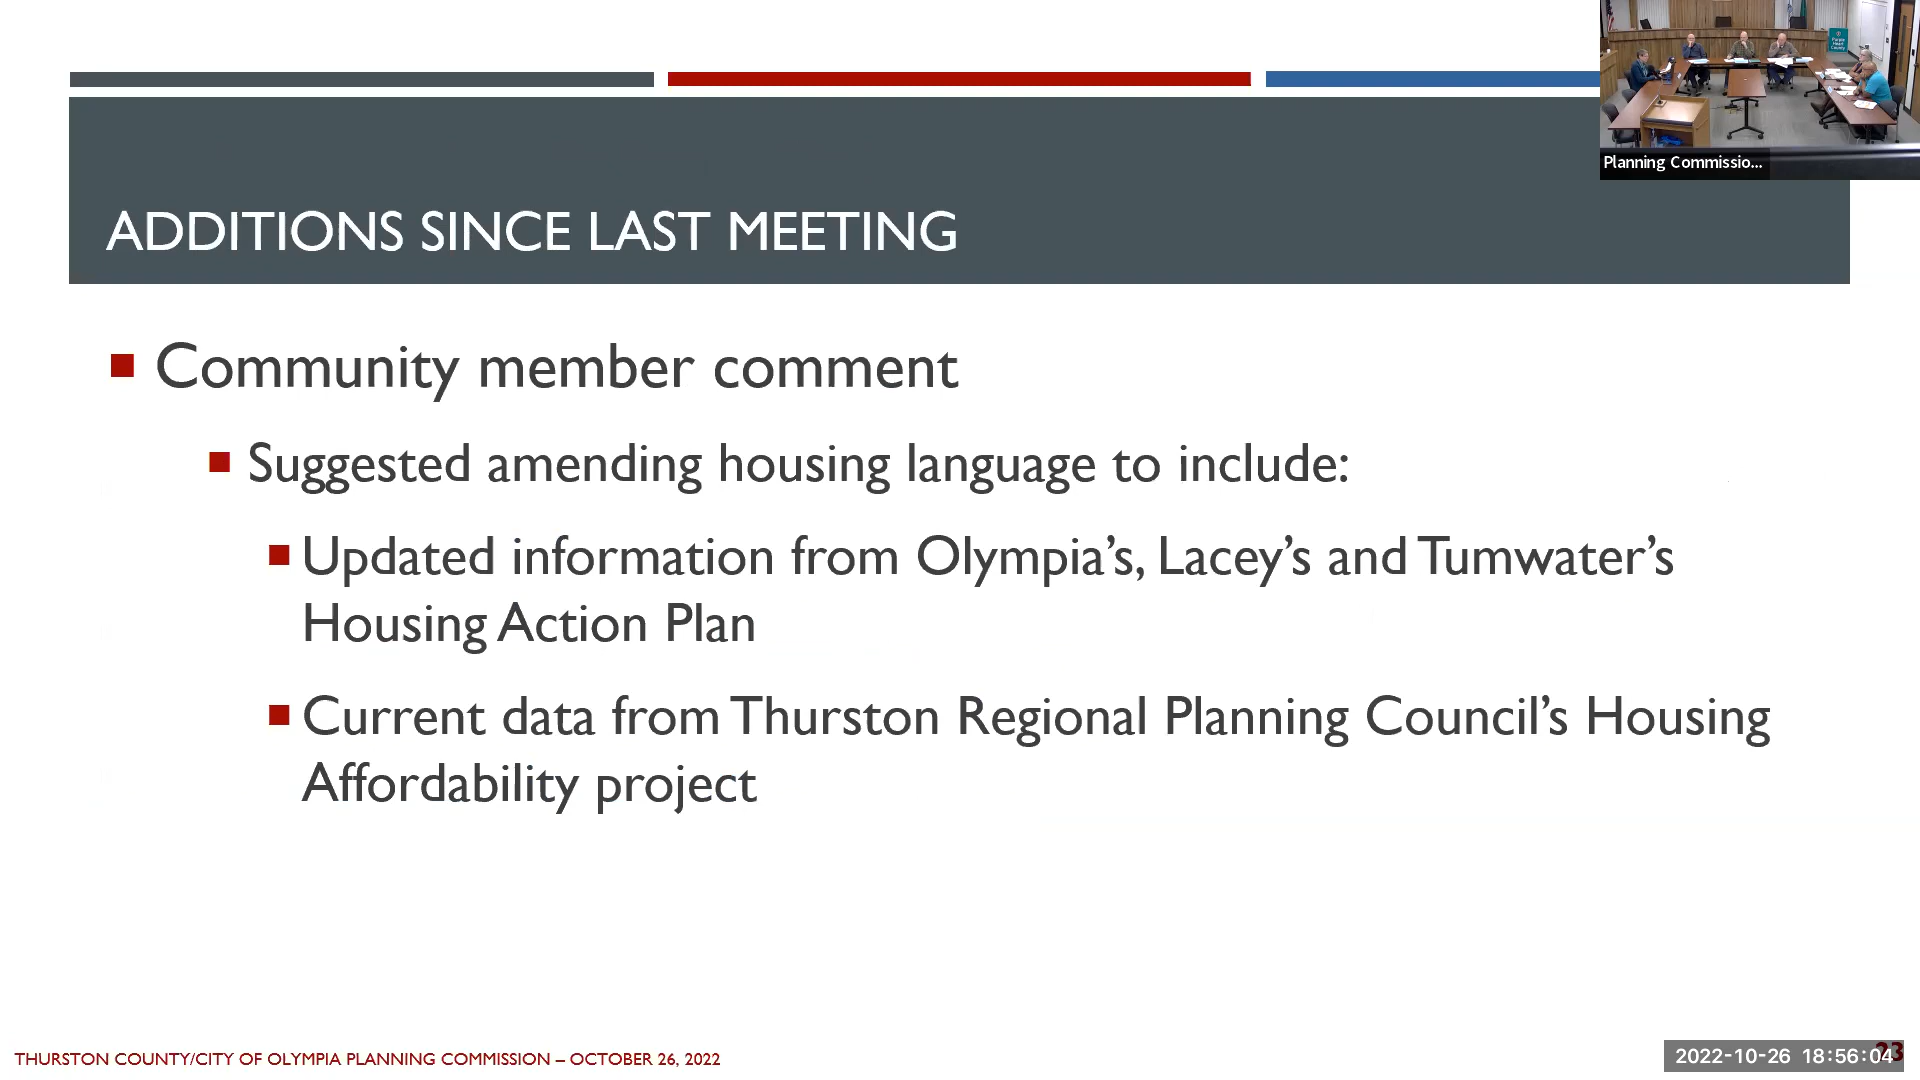 Planning Commissio...
ADDITIONS SINCE LAST MEETING
Community member comment
Suggested amending housing language to include:
Updated information from Olympia’s, Lacey’s and Tumwater’s
Housing Action Plan
Current data from Thurston Regional Planning Council’s Housing
Affordability project
THURSTON COUNTY/CITY OF OLYMPIA PLANNING COMMISSION – OCTOBER 26, 2022
2022-10-26 18:56:04
23